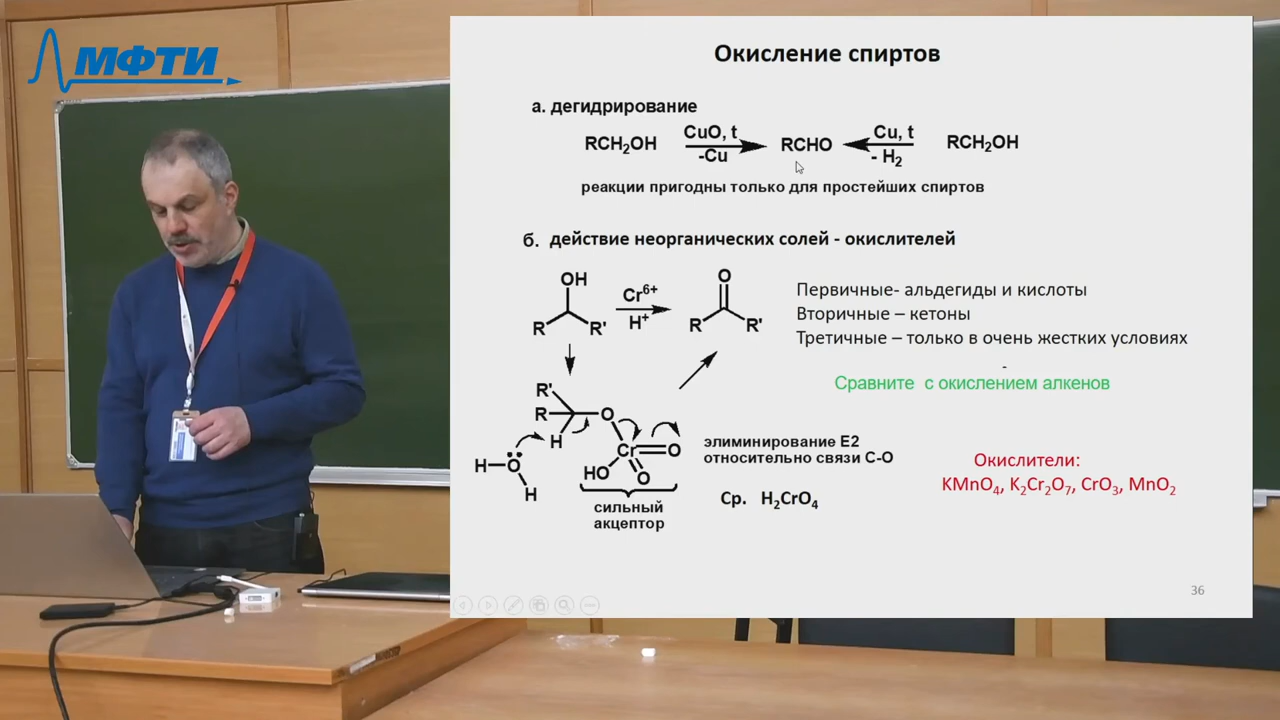 МФТИ
Окисление спиртов
а. дегидрирование
RCH2OH CuO, t -Cu RCHO Cu, t - H2 RCH2OH
реакции пригодны только для простейших спиртов
б. действие неорганических солей - окислителей
OH
R R'
Cr6+
H+
O
R R'
Первичные- альдегиды и кислоты
Вторичные – кетоны
Третичные – только в очень жестких условиях
-
Сравните с окислением алкенов
R'
R O
H
H O
H
Cr O
HO O
сильный
акцептор
элиминирование E2
относительно связи С-О
Ср. H2CrO4
Окислители:
KMnO4, K2Cr2O7, CrO3, MnO2
36